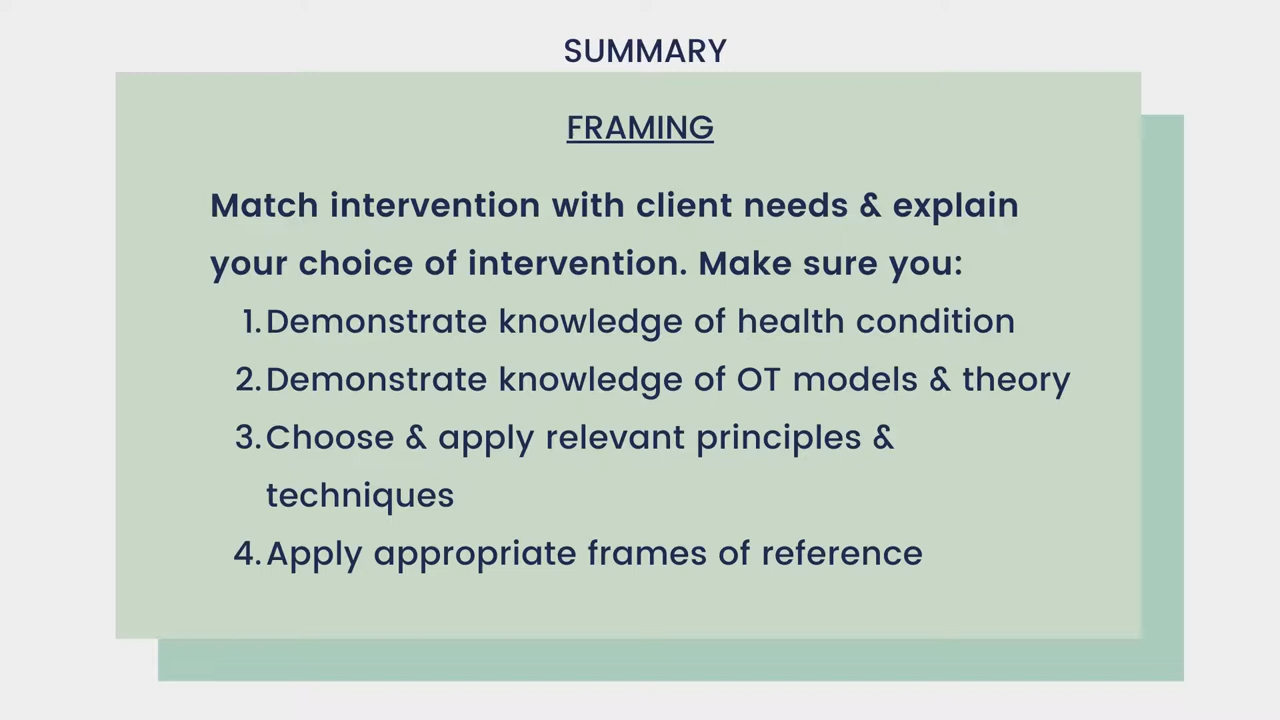 SUMMARY
FRAMING
Match intervention with client needs & explain
your choice of intervention. Make sure you:
1. Demonstrate knowledge of health condition
2. Demonstrate knowledge of OT models & theory
3. Choose & apply relevant principles &
techniques
4. Apply appropriate frames of reference